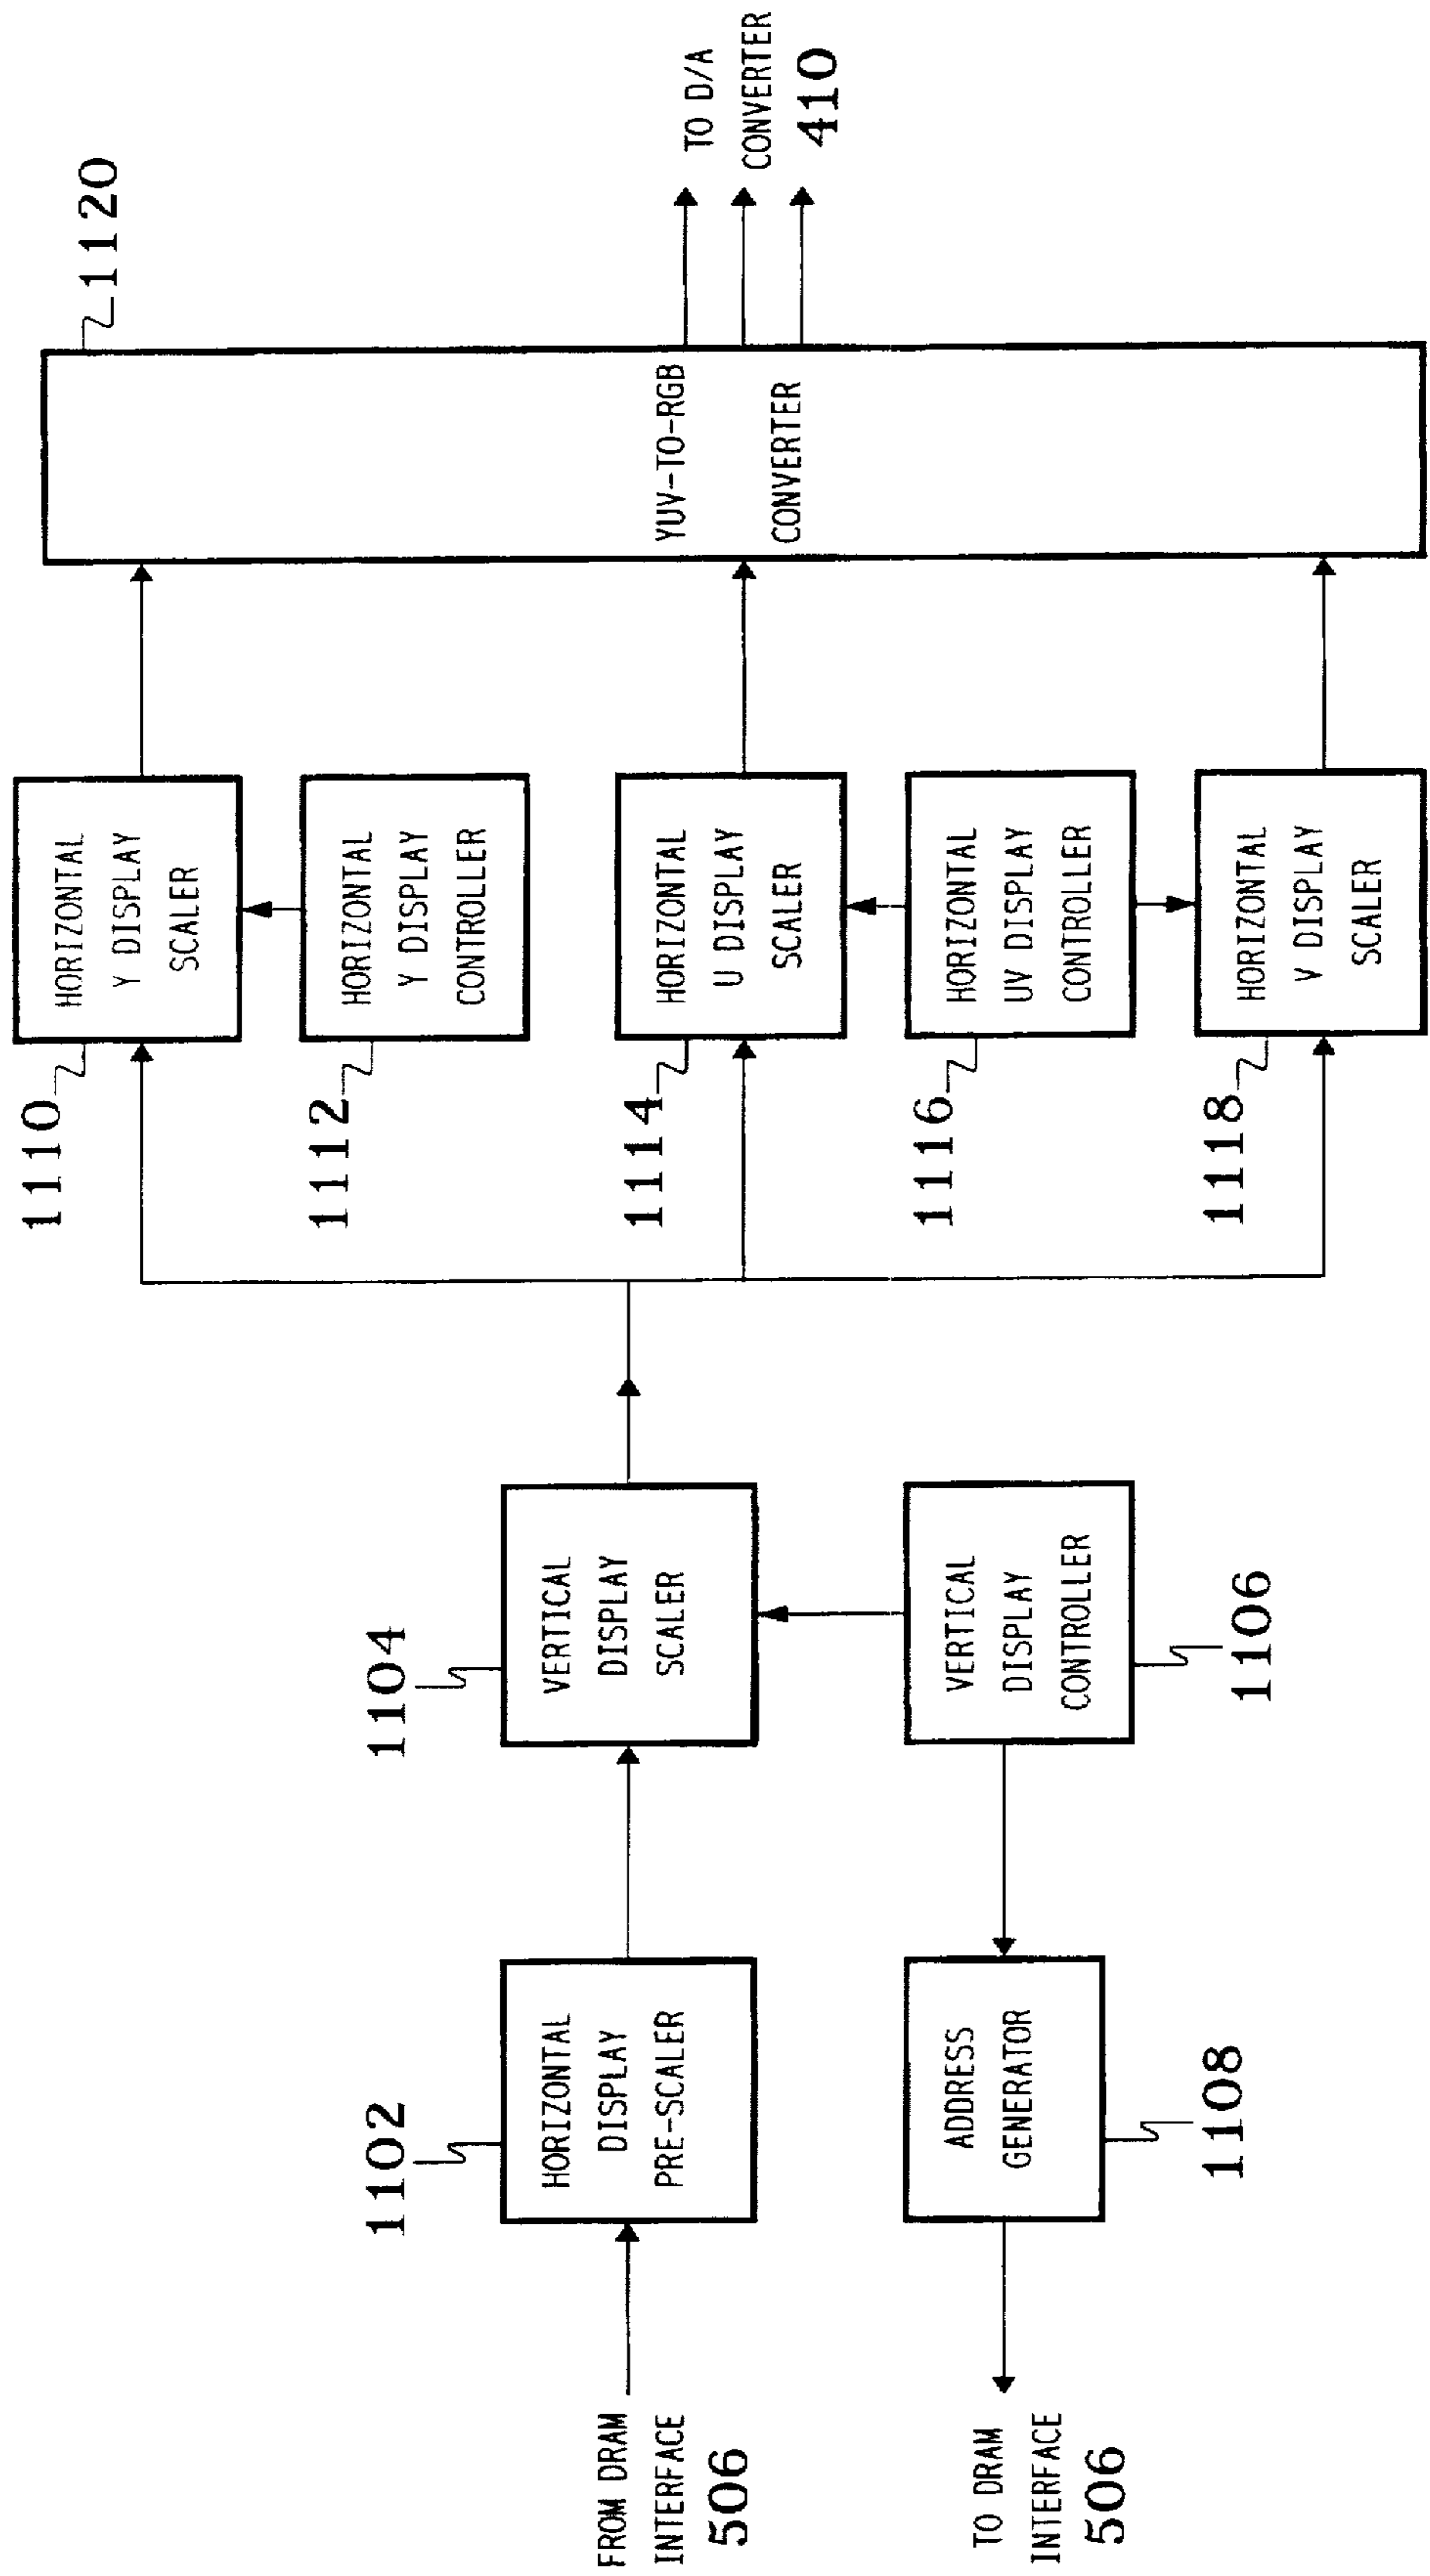 FROM DRAM
INTERFACE
506
1102
HORIZONTAL
DISPLAY
PRE-SCALER
1104
VERTICAL
DISPLAY
SCALER
TO DRAM
INTERFACE
506
ADDRESS
GENERATOR
1108
VERTICAL
DISPLAY
CONTROLLER
1106
1110
HORIZONTAL
Y DISPLAY
SCALER
1112
HORIZONTAL
Y DISPLAY
CONTROLLER
1114
HORIZONTAL
U DISPLAY
SCALER
1116
HORIZONTAL
UV DISPLAY
CONTROLLER
1118
HORIZONTAL
V DISPLAY
SCALER
1120
YUV-TO-RGB
CONVERTER
TO D/A
CONVERTER
410